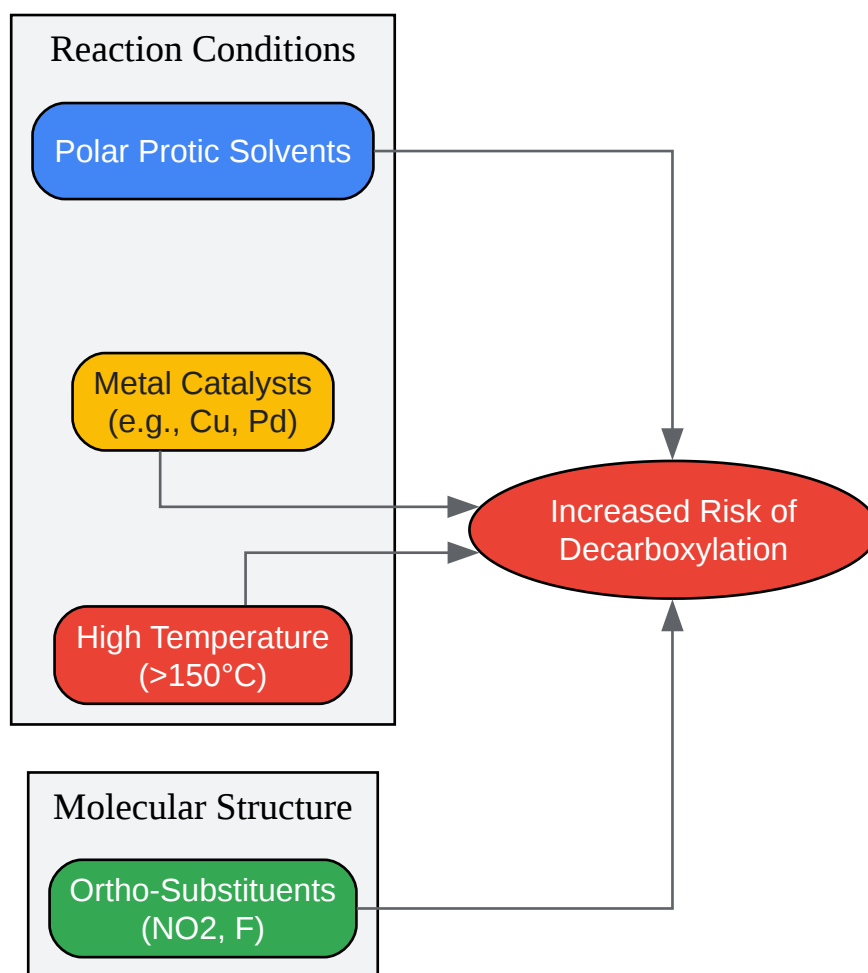 Reaction Conditions
Polar Protic Solvents
Metal Catalysts
(e.g., Cu, Pd)
Increased Risk of
Decarboxylation
High Temperature
(>150°C)
Molecular Structure
Ortho-Substituents
(NO2, F)